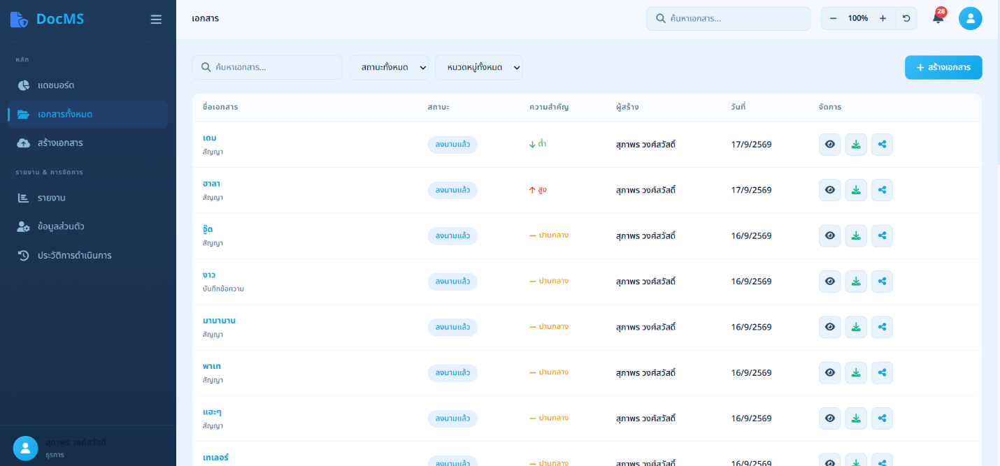 DocMS
เอกสาร
ค้นหาเอกสาร...
100%
28
หลัก
แดชบอร์ด
เอกสารทั้งหมด
สร้างเอกสาร
รายงาน & การจัดการ
รายงาน
ข้อมูลส่วนตัว
ประวัติการดำเนินการ
สุภาพร วงศ์สวัสดิ์
ธุรการ
ค้นหาเอกสาร... สถานะทั้งหมด หมวดหมู่ทั้งหมด + สร้างเอกสาร
ชื่อเอกสาร สถานะ ความสำคัญ ผู้สร้าง วันที่ จัดการ
เดม ลงนามแล้ว ต่ำ สุภาพร วงศ์สวัสดิ์ 17/9/2569
สัญญา
ฮาลา ลงนามแล้ว สูง สุภาพร วงศ์สวัสดิ์ 17/9/2569
สัญญา
จู๊ด ลงนามแล้ว ปานกลาง สุภาพร วงศ์สวัสดิ์ 16/9/2569
สัญญา
งาว ลงนามแล้ว ปานกลาง สุภาพร วงศ์สวัสดิ์ 16/9/2569
บันทึกข้อความ
มานามาน ลงนามแล้ว ปานกลาง สุภาพร วงศ์สวัสดิ์ 16/9/2569
สัญญา
พาเท ลงนามแล้ว ปานกลาง สุภาพร วงศ์สวัสดิ์ 16/9/2569
สัญญา
แฮะๆ ลงนามแล้ว ปานกลาง สุภาพร วงศ์สวัสดิ์ 16/9/2569
สัญญา
เทเลอร์ ลงนามแล้ว ปานกลาง สุภาพร วงศ์สวัสดิ์ 16/9/2569